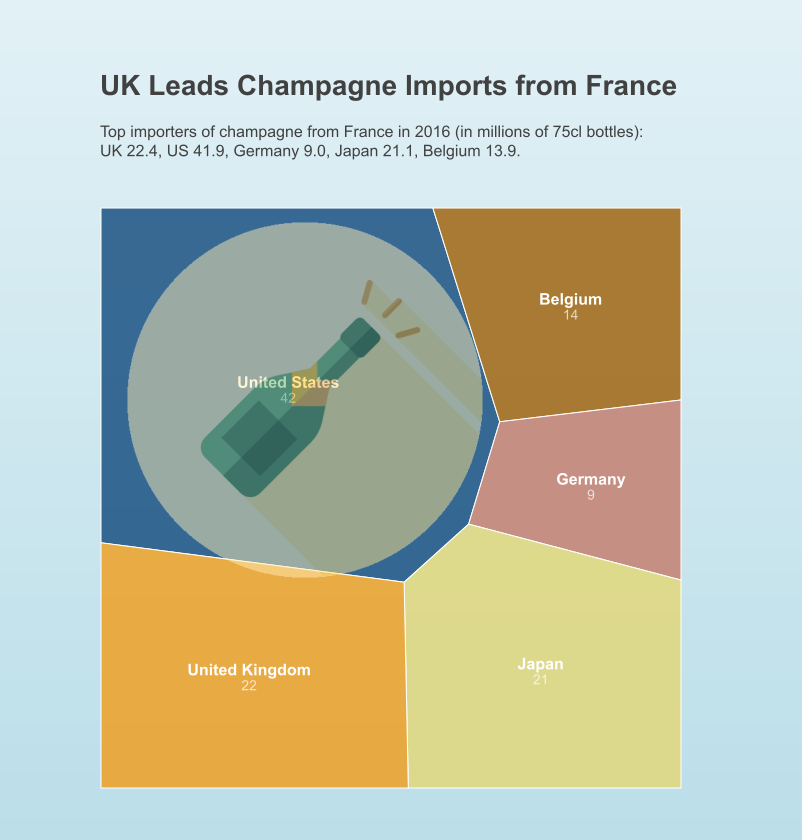 UK Leads Champagne Imports from France
Top importers of champagne from France in 2016 (in millions of 75cl bottles):
UK 22.4, US 41.9, Germany 9.0, Japan 21.1, Belgium 13.9.
Belgium
14
United States
42
Germany
9
United Kingdom
22
Japan
21